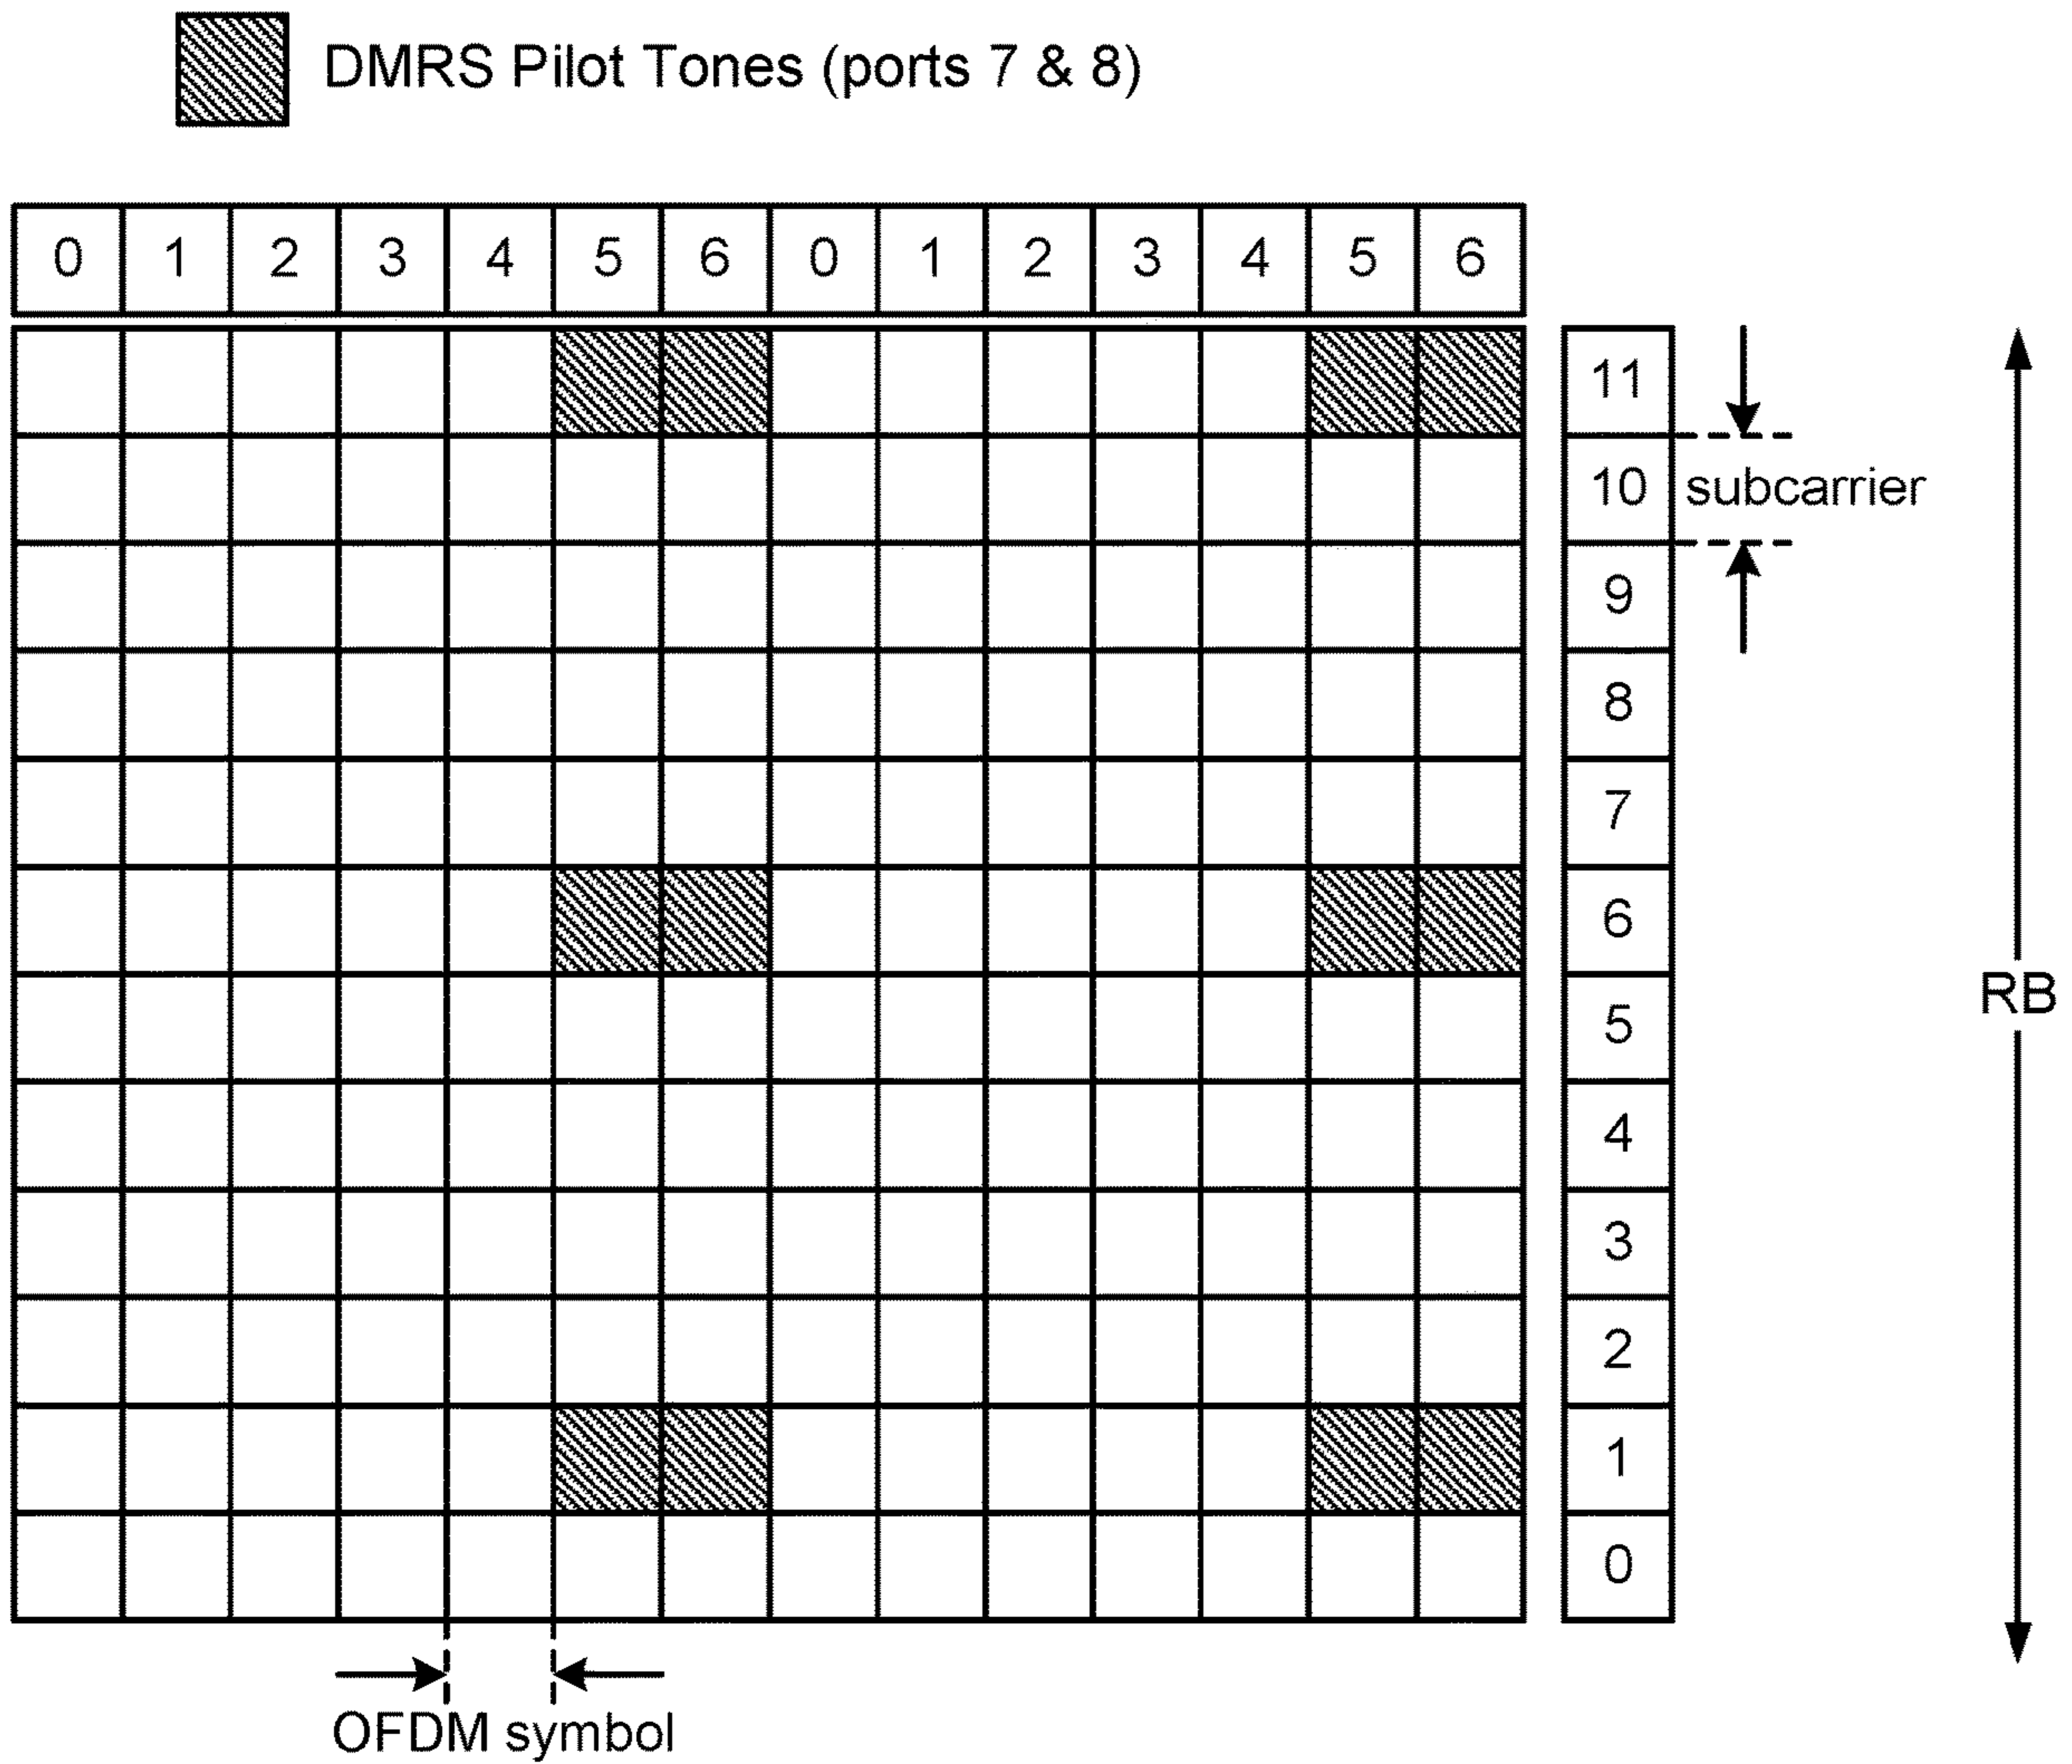 DMRS Pilot Tones (ports 7 & 8)
0 1 2 3 4 5 6 0 1 2 3 4 5 6
11
10 subcarrier
9
8
7
6
RB
5
4
3
2
1
0
OFDM symbol